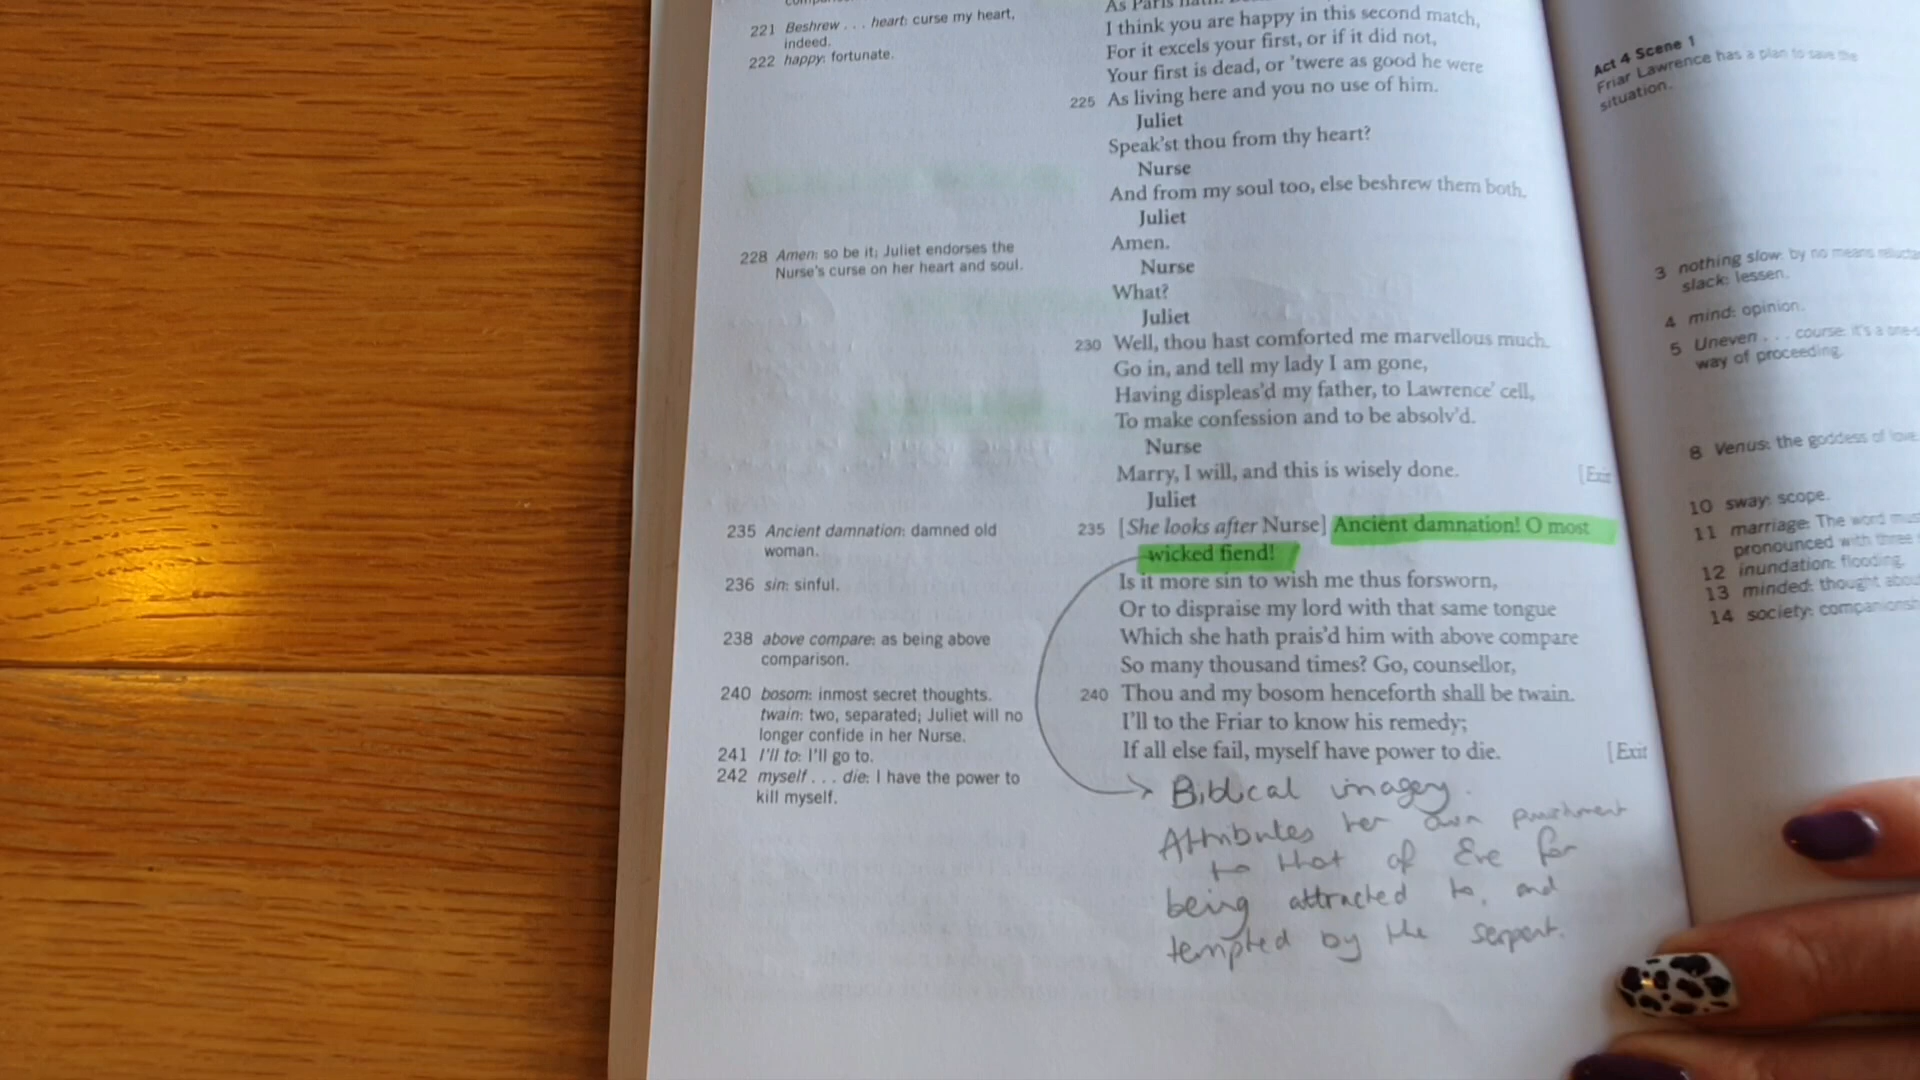 221 Beshrew . . . heart: curse my heart,
indeed.
222 happy: fortunate.
228 Amen: so be it; Juliet endorses the
Nurse's curse on her heart and soul.
235 Ancient damnation: damned old
woman.
236 sin: sinful.
238 above compare: as being above
comparison.
240 bosom: inmost secret thoughts.
twain: two, separated; Juliet will no
longer confide in her Nurse.
241 I'll to: I'll go to.
242 myself . . . die: I have the power to
kill myself.
As Paris hath.
I think you are happy in this second match,
For it excels your first, or if it did not,
Your first is dead, or 'twere as good he were
225 As living here and you no use of him.
Juliet
Speak'st thou from thy heart?
Nurse
And from my soul too, else beshrew them both.
Juliet
Amen.
Nurse
What?
Juliet
230 Well, thou hast comforted me marvellous much.
Go in, and tell my lady I am gone,
Having displeas'd my father, to Lawrence' cell,
To make confession and to be absolv'd.
Nurse
Marry, I will, and this is wisely done. [Exit
Juliet
235 [She looks after Nurse] Ancient damnation! O most
wicked fiend!
Is it more sin to wish me thus forsworn,
Or to dispraise my lord with that same tongue
Which she hath prais'd him with above compare
So many thousand times? Go, counsellor,
240 Thou and my bosom henceforth shall be twain.
I'll to the Friar to know his remedy;
If all else fail, myself have power to die. [Exit
Biblical imagery.
Attributes her own punishment
to that of Eve for
being attracted to, and
tempted by the serpent.
Act 4 Scene 1
Friar Lawrence has a plan to save the
situation.
3 nothing slow: by no means
slack: lessen.
4 mind: opinion.
5 Uneven . . . course: it's a
way of proceeding.
8 Venus: the goddess of love.
10 sway: scope.
11 marriage: The word
pronounced with three
12 inundation: flooding.
13 minded: thought
14 society: